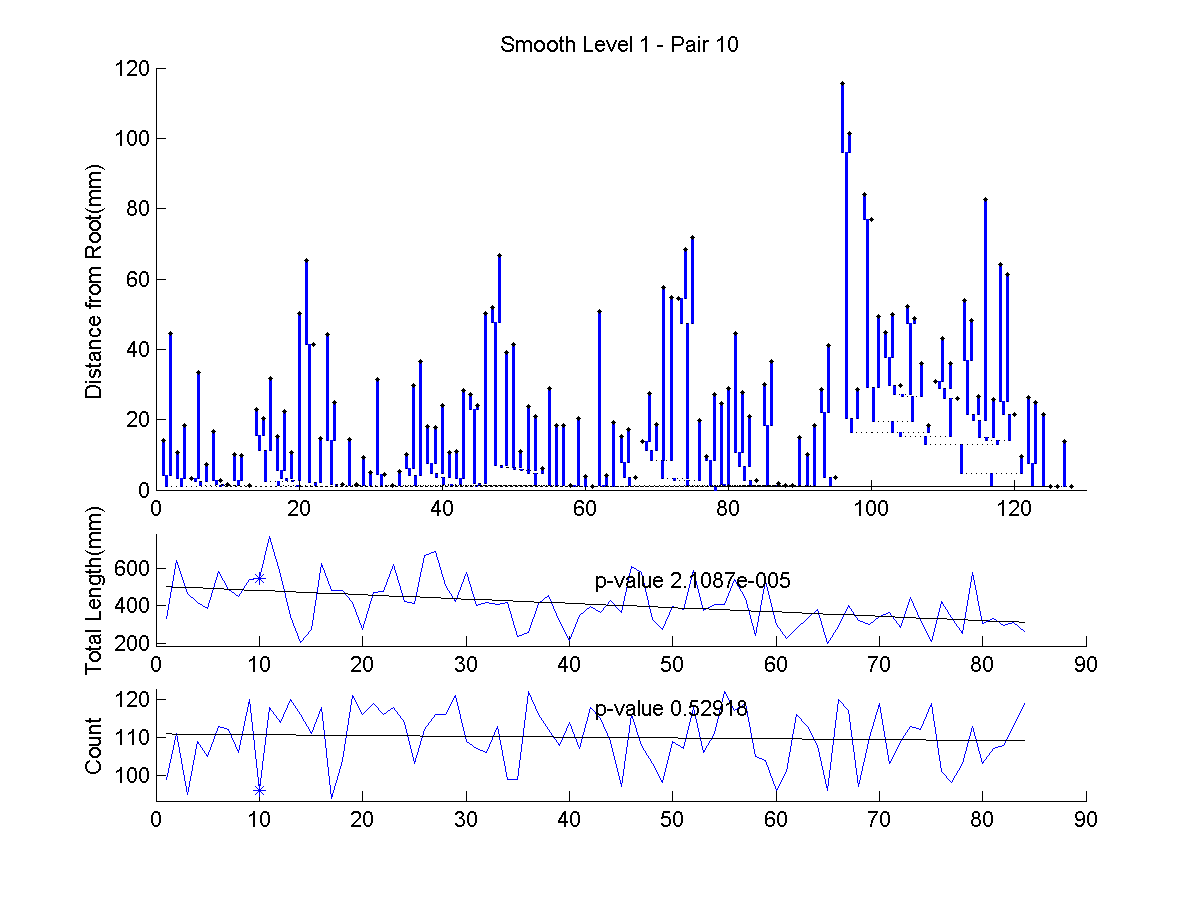 Smooth Level 1 - Pair 10
Distance from Root(mm)
120
100
80
60
40
20
0
0 20 40 60 80 100 120
Total Length(mm)
600
400
200
p-value 2.1087e-005
0 10 20 30 40 50 60 70 80 90
Count
120
110
100
p-value 0.52918
0 10 20 30 40 50 60 70 80 90